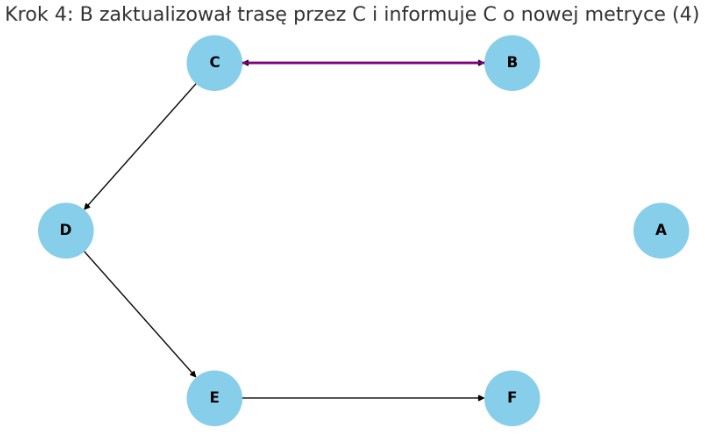 Krok 4: B zaktualizował trasę przez C i informuje C o nowej metryce (4)
C
B
D
A
E
F